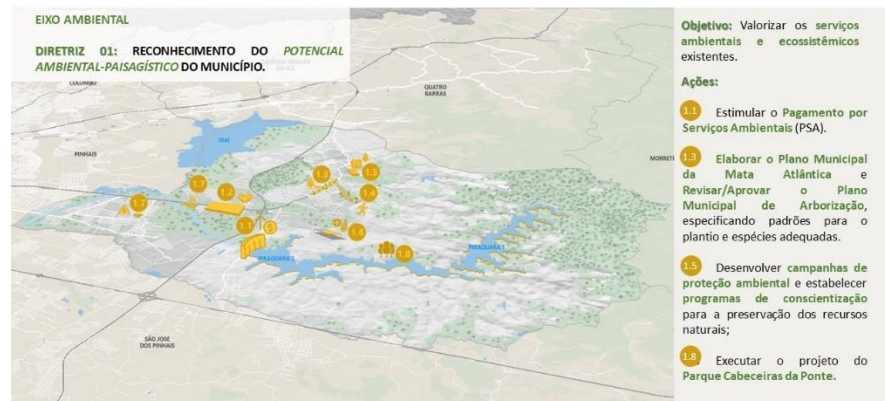 EIXO AMBIENTAL
DIRETRIZ 01: RECONHECIMENTO DO POTENCIAL
AMBIENTAL-PAISAGÍSTICO DO MUNICÍPIO.
COLOMBO
QUATRO
BARRAS
IRAÍ
PINHAIS
MORRETES
1.7
1.2
1.3
1.5
1.4
1.7
1.1
1.6
1.8
PIRAQUARA 2
PIRAQUARA 1
SÃO JOSÉ
DOS PINHAIS
Objetivo: Valorizar os serviços
ambientais e ecossistêmicos
existentes.
Ações:
1.1 Estimular o Pagamento por
Serviços Ambientais (PSA).
1.3 Elaborar o Plano Municipal
da Mata Atlântica e
Revisar/Aprovar o Plano
Municipal de Arborização,
especificando padrões para o
plantio e espécies adequadas.
1.5 Desenvolver campanhas de
proteção ambiental e estabelecer
programas de conscientização
para a preservação dos recursos
naturais;
1.8 Executar o projeto do
Parque Cabeceiras da Ponte.